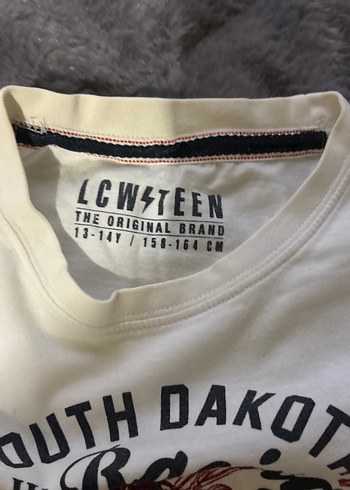 LCW⚡TEEN
THE ORIGINAL BRAND
13-14Y / 158-164 CM
OUTH DAKOT